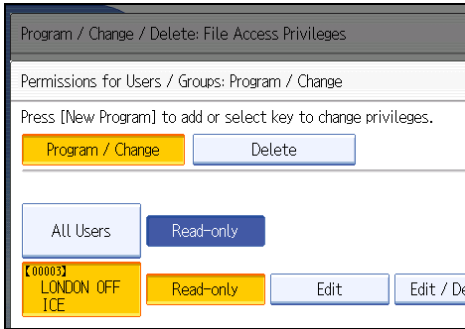 Program / Change / Delete: File Access Privileges
Permissions for Users / Groups: Program / Change
Press [New Program] to add or select key to change privileges.
Program / Change Delete
All Users Read-only
【00003】
LONDON OFF
ICE
Read-only Edit Edit / De